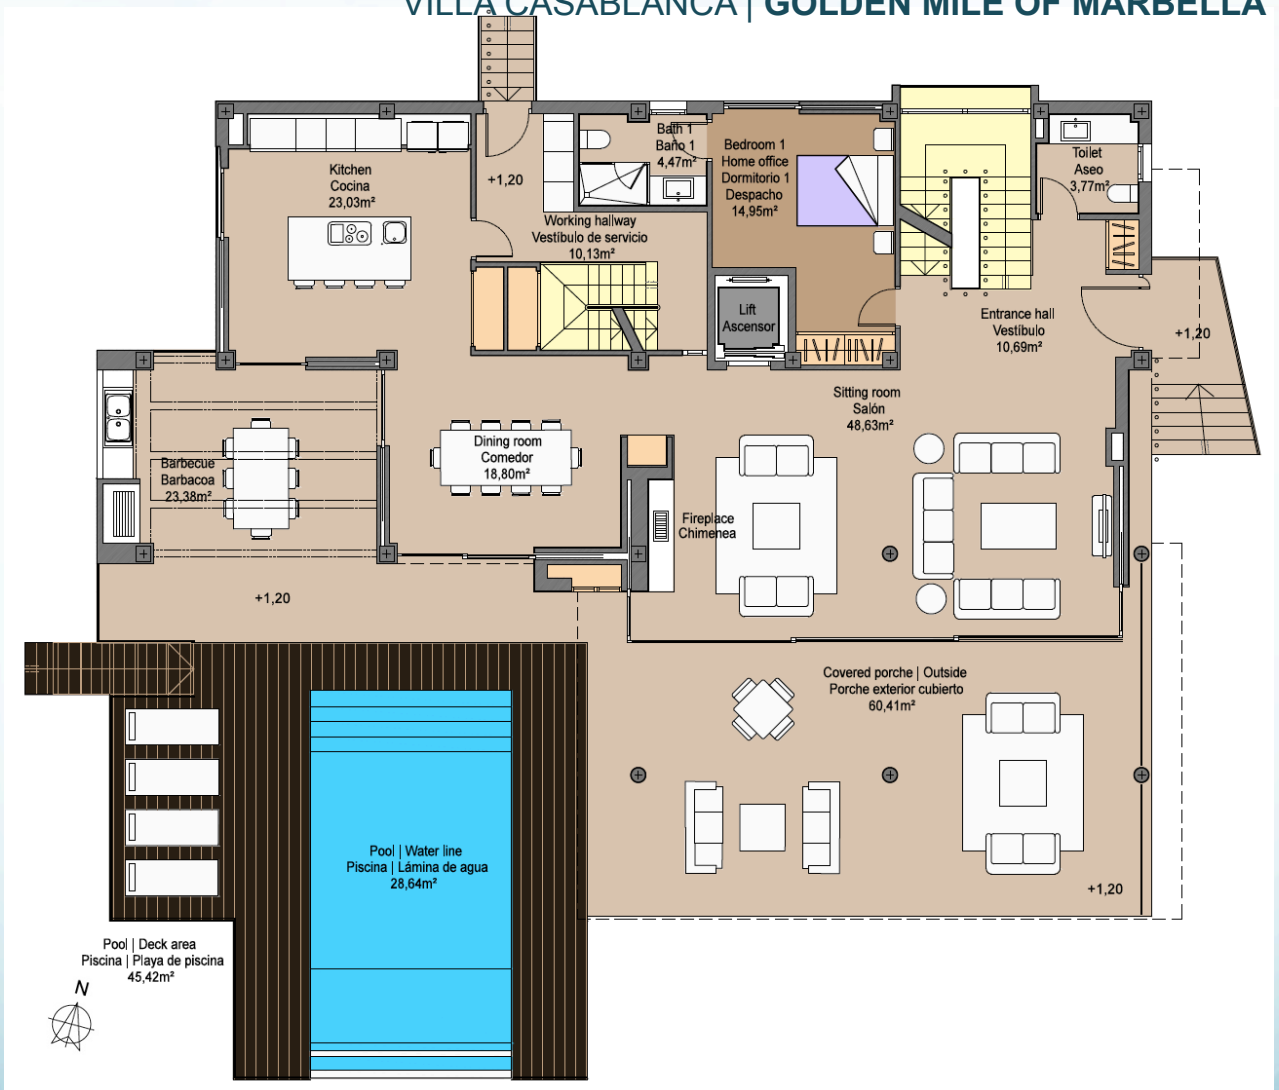 VILLA CASABLANCA | GOLDEN MILE OF MARBELLA
Kitchen
Cocina
23,03m²
+1,20
Bath 1
Baño 1
4,47m²
Bedroom 1
Home office
Dormitorio 1
Despacho
14,95m²
Toilet
Aseo
3,77m²
Working hallway
Vestíbulo de servicio
10,13m²
Lift
Ascensor
Entrance hall
Vestíbulo
10,69m²
+1,20
Sitting room
Salón
48,63m²
Dining room
Comedor
18,80m²
Barbecue
Barbacoa
23,38m²
Fireplace
Chimenea
+1,20
Covered porche | Outside
Porche exterior cubierto
60,41m²
Pool | Water line
Piscina | Lámina de agua
28,64m²
+1,20
Pool | Deck area
Piscina | Playa de piscina
45,42m²
N